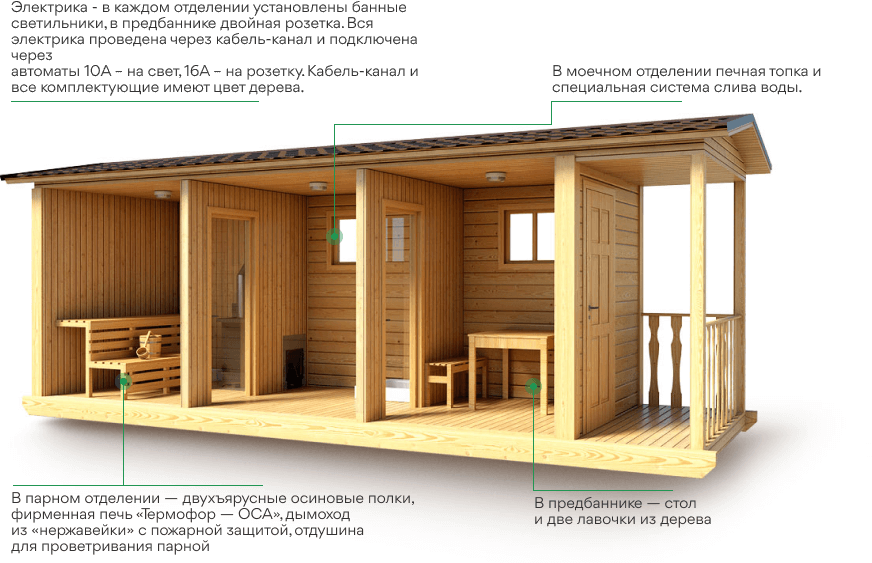 Электрика - в каждом отделении установлены банные
светильники, в предбаннике двойная розетка. Вся
электрика проведена через кабель-канал и подключена
через
автоматы 10А – на свет, 16А – на розетку. Кабель-канал и
все комплектующие имеют цвет дерева.
В моечном отделении печная топка и
специальная система слива воды.
В парном отделении — двухъярусные осиновые полки,
фирменная печь «Термофор — ОСА», дымоход
из «нержавейки» с пожарной защитой, отдушина
для проветривания парной
В предбаннике — стол
и две лавочки из дерева